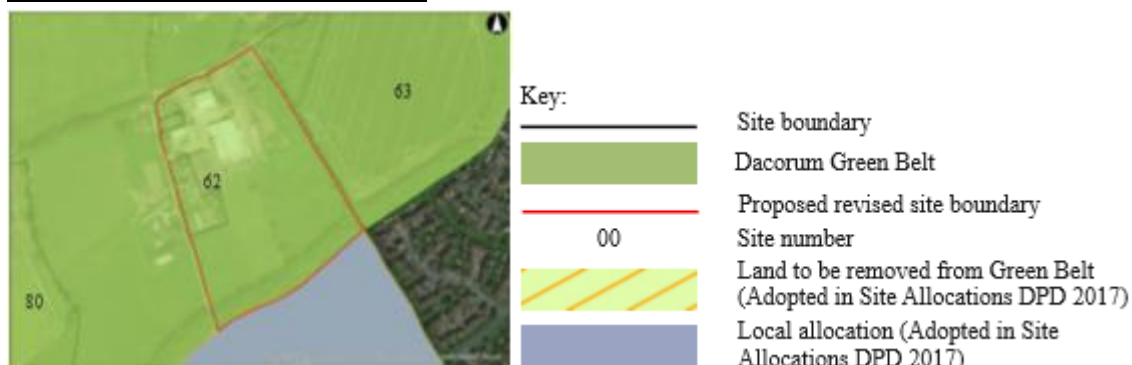 63
62
80
Key:
Site boundary
Dacorum Green Belt
Proposed revised site boundary
00
Site number
Land to be removed from Green Belt
(Adopted in Site Allocations DPD 2017)
Local allocation (Adopted in Site
Allocations DPD 2017)